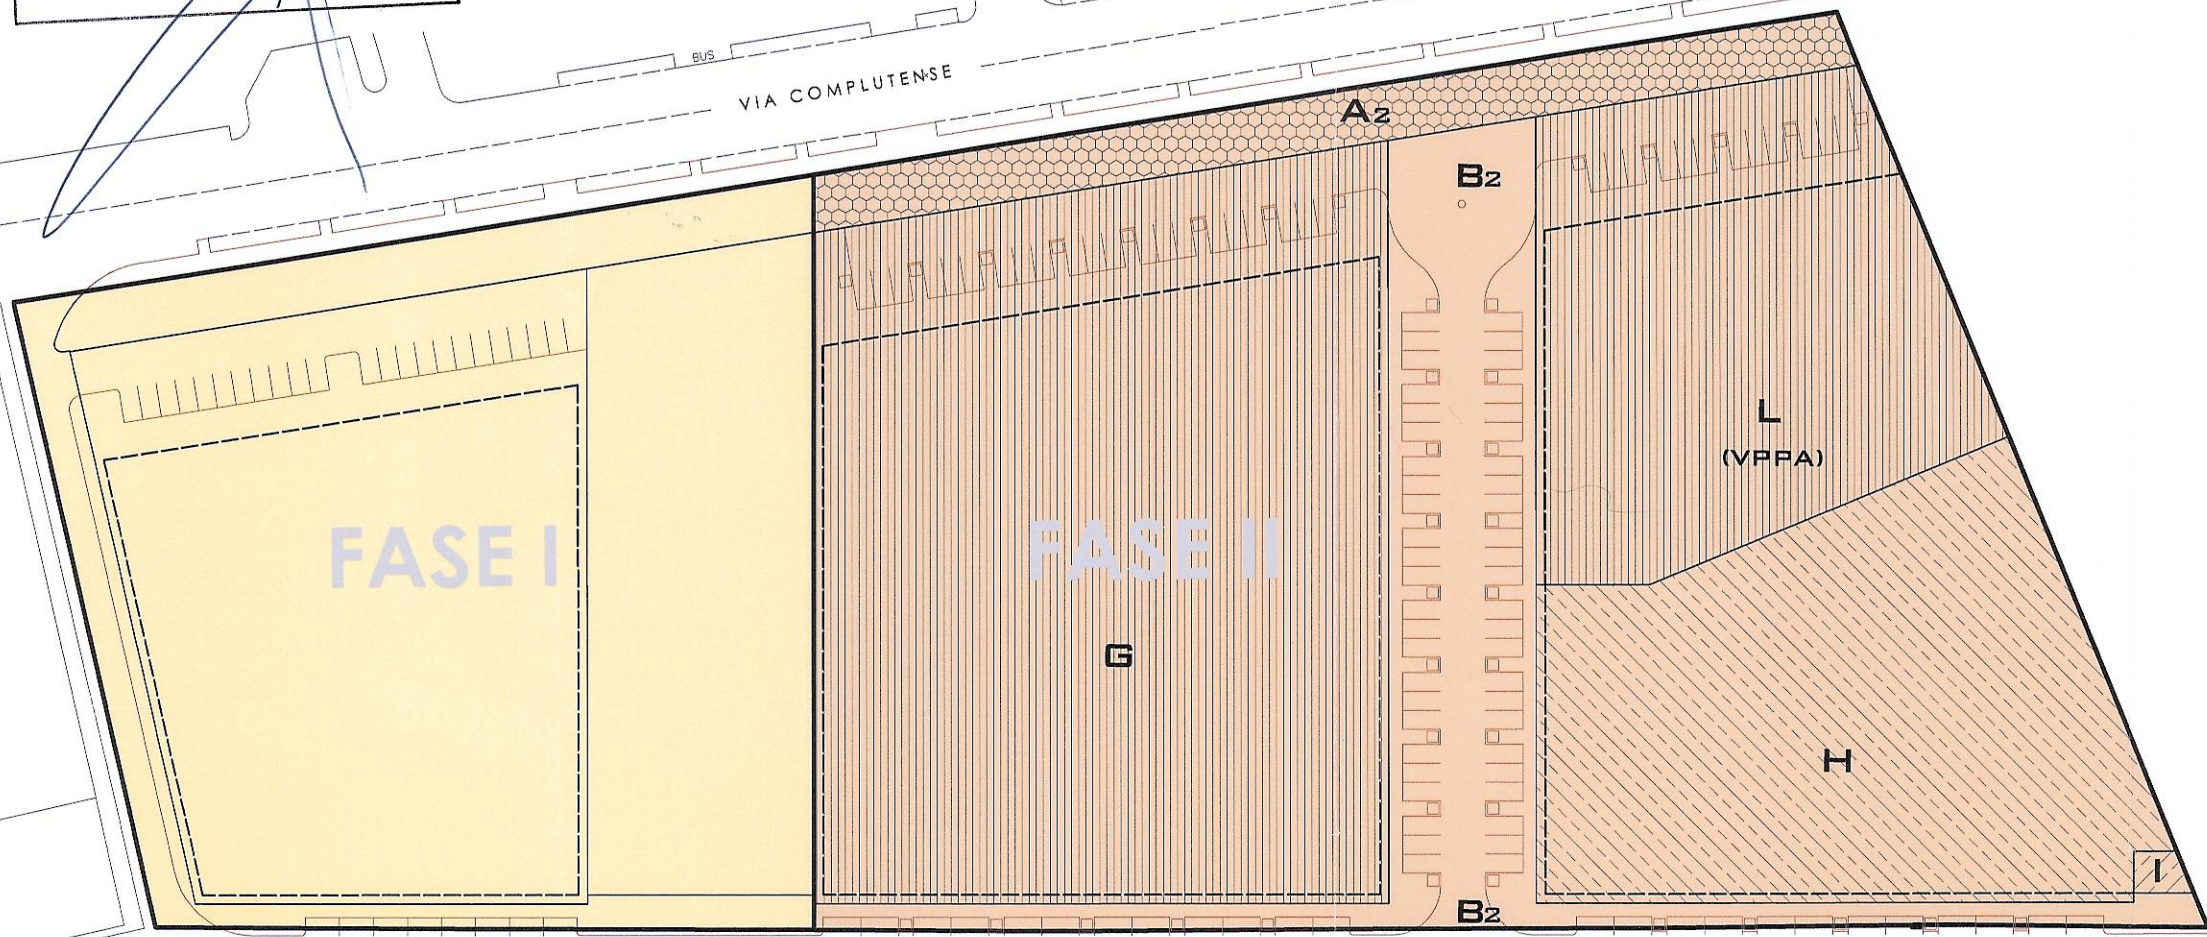 BUS
VIA COMPLUTENSE
A2
B2
L
(VPPA)
FASE I
FASE II
G
H
I
B2